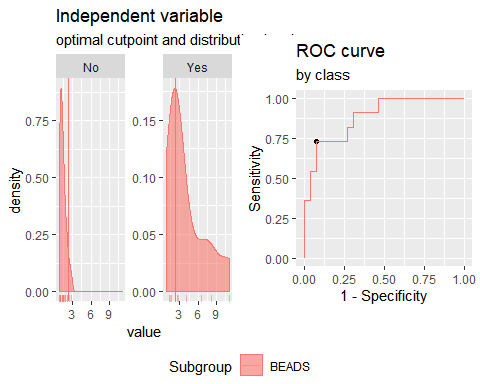 Independent variable
optimal cutpoint and distribut
No
Yes
0.75
0.50
0.25
0.00
density
3 6 9
0.15
0.10
0.05
0.00
3 6 9
value
ROC curve
by class
1.00
0.75
0.50
0.25
0.00
Sensitivity
0.00 0.25 0.50 0.75 1.00
1 - Specificity
Subgroup BEADS